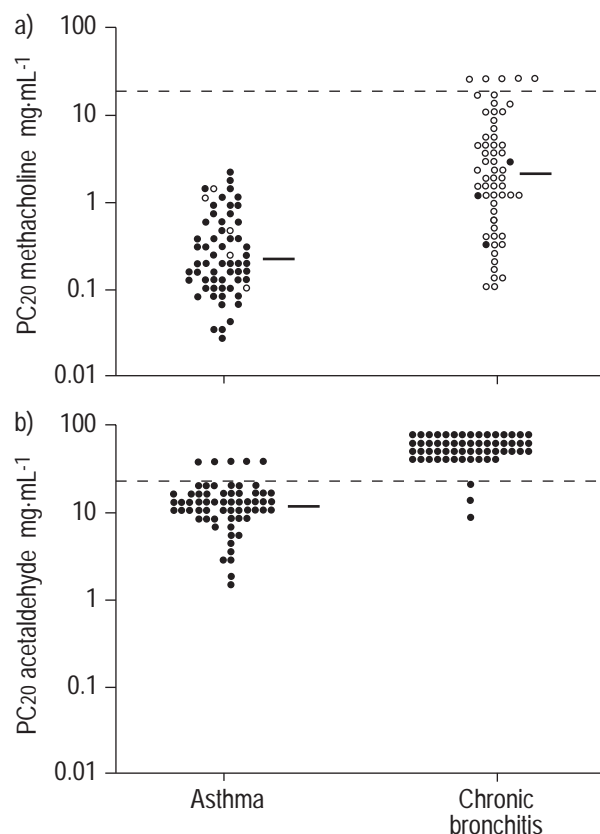 a)
PC20 methacholine mg·mL-1
100
10
1
0.1
0.01
b)
PC20 acetaldehyde mg·mL-1
100
10
1
0.1
0.01
Asthma
Chronic
bronchitis